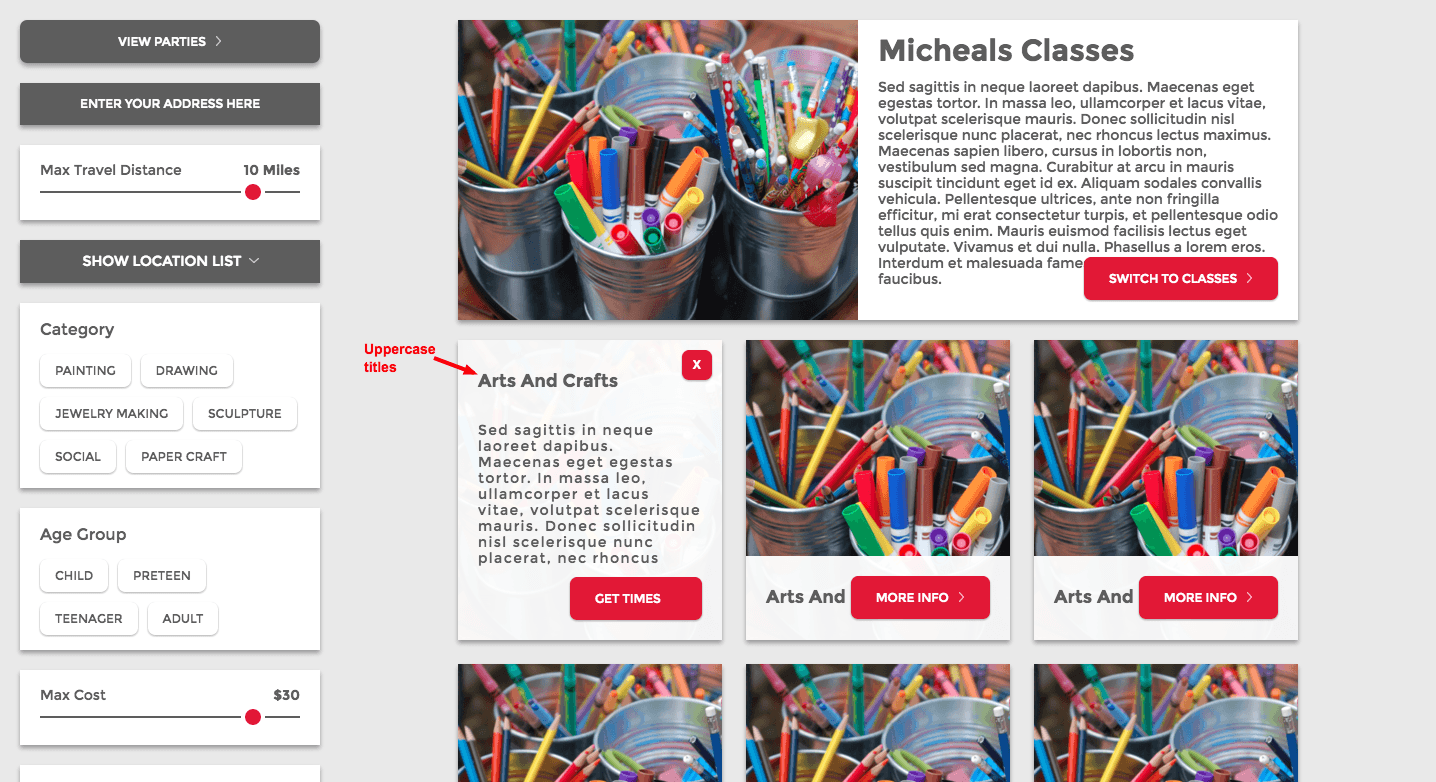 VIEW PARTIES
ENTER YOUR ADDRESS HERE
Max Travel Distance 10 Miles
SHOW LOCATION LIST
Category
PAINTING DRAWING
JEWELRY MAKING SCULPTURE
SOCIAL PAPER CRAFT
Age Group
CHILD PRETEEN
TEENAGER ADULT
Max Cost $30
Micheals Classes
Sed sagittis in neque laoreet dapibus. Maecenas eget
egestas tortor. In massa leo, ullamcorper et lacus vitae,
volutpat scelerisque mauris. Donec sollicitudin nisl
scelerisque nunc placerat, nec rhoncus lectus maximus.
Maecenas sapien libero, cursus in lobortis non,
vestibulum sed magna. Curabitur at arcu in mauris
suscipit tincidunt eget id ex. Aliquam sodales convallis
vehicula. Pellentesque ultrices, ante non fringilla
efficitur, mi erat consectetur turpis, et pellentesque odio
tellus quis enim. Mauris euismod facilisis lectus eget
vulputate. Vivamus et dui nulla. Phasellus a lorem eros.
Interdum et malesuada fame
faucibus.
SWITCH TO CLASSES
Uppercase
titles
X
Arts And Crafts
Sed sagittis in neque
laoreet dapibus.
Maecenas eget egestas
tortor. In massa leo,
ullamcorper et lacus
vitae, volutpat scelerisque
mauris. Donec sollicitudin
nisl scelerisque nunc
placerat, nec rhoncus
GET TIMES
Arts And MORE INFO
Arts And MORE INFO